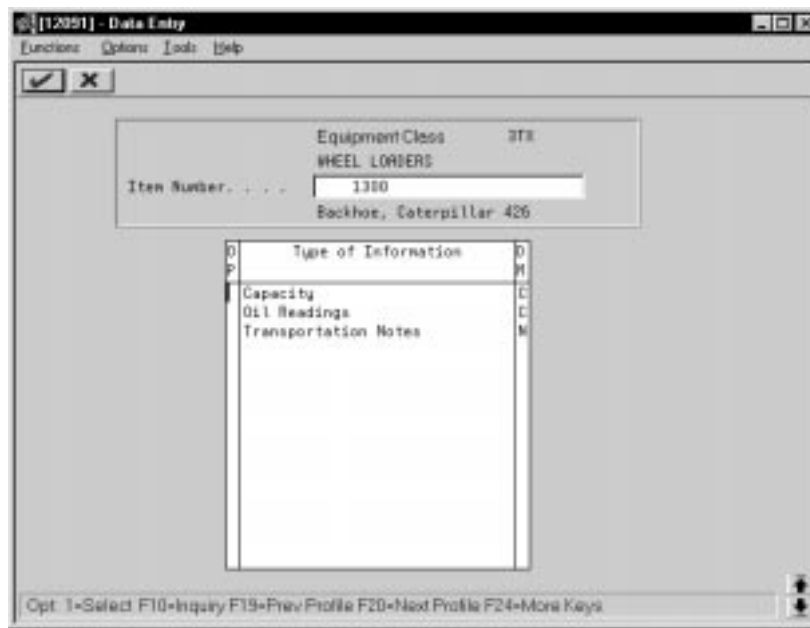 [12091] - Data Entry
Functions Options Tools Help
Equipment Class 3TX
WHEEL LOADERS
Item Number. . . . 1300
Backhoe, Caterpillar 426
O
P Type of Information D
M
Capacity C
Oil Readings C
Transportation Notes N
Opt: 1=Select F10=Inquiry F19=Prev Profile F20=Next Profile F24=More Keys